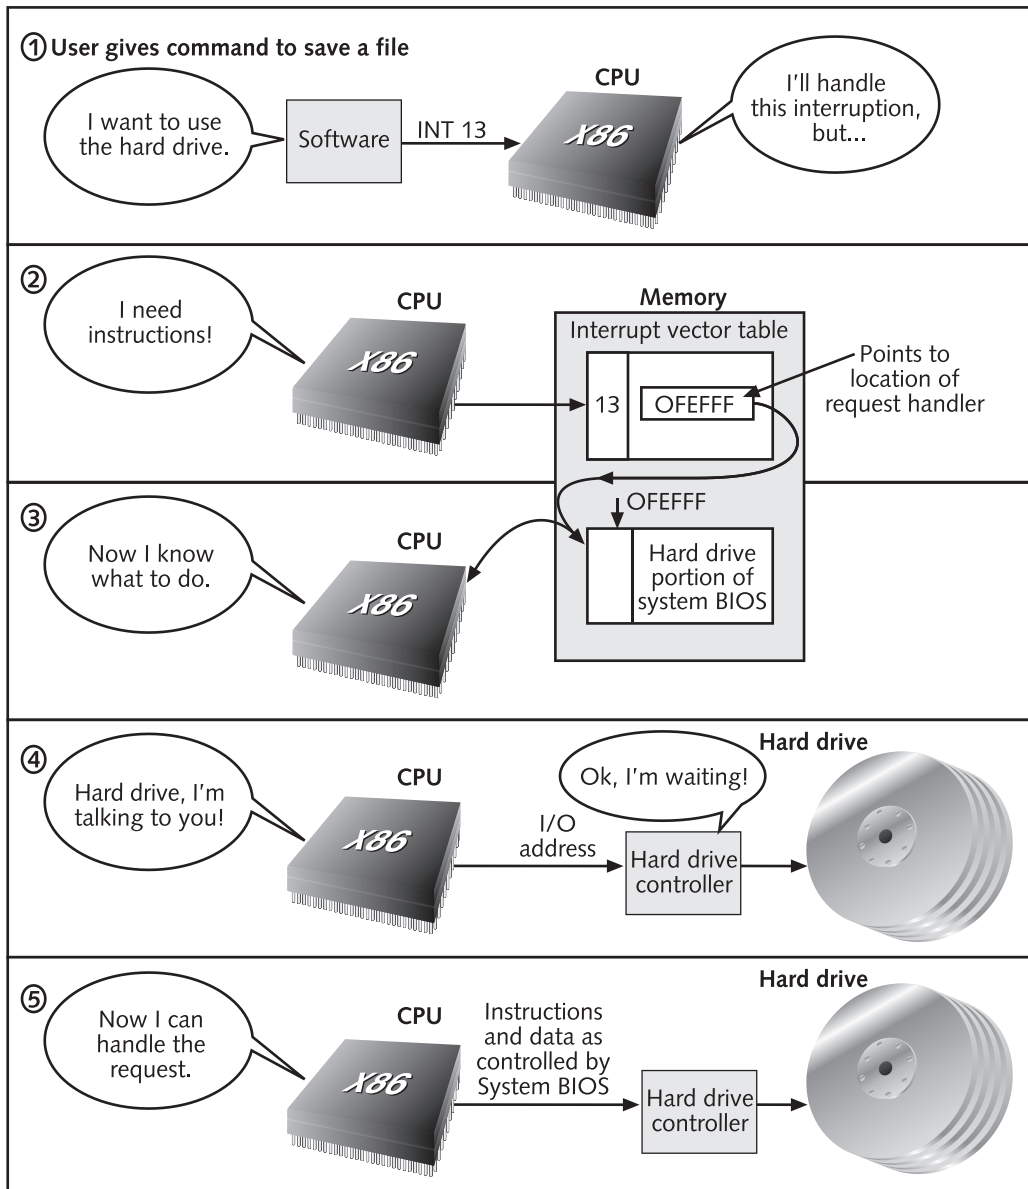 ① User gives command to save a file
I want to use
the hard drive.
Software
INT 13
CPU
X86
I'll handle
this interruption,
but...
②
I need
instructions!
CPU
X86
Memory
Interrupt vector table
13
OFEFFF
Points to
location of
request handler
③
Now I know
what to do.
CPU
X86
OFEFFF
Hard drive
portion of
system BIOS
④
Hard drive, I'm
talking to you!
CPU
X86
I/O
address
Ok, I'm waiting!
Hard drive
controller
Hard drive
⑤
Now I can
handle the
request.
CPU
X86
Instructions
and data as
controlled by
System BIOS
Hard drive
controller
Hard drive